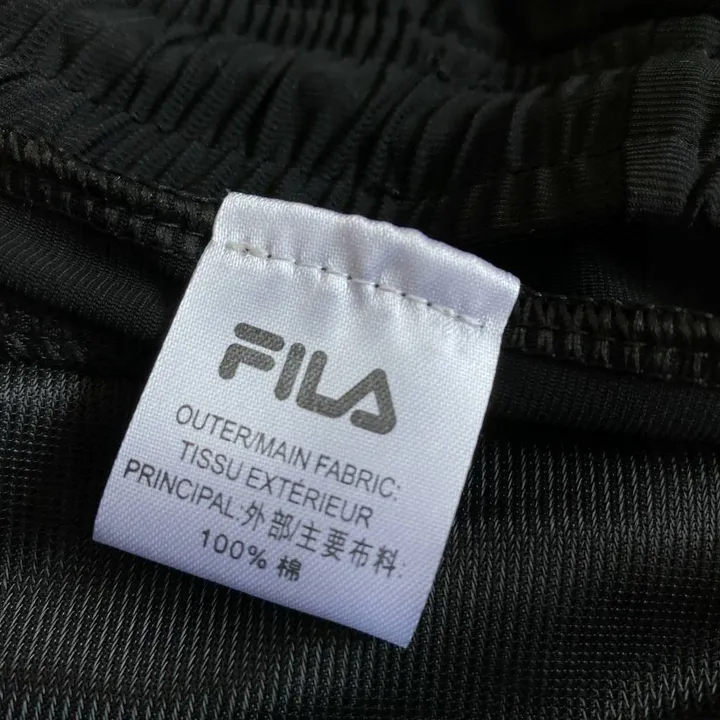 FILA
OUTER/MAIN FABRIC:
TISSU EXTÉRIEUR
PRINCIPAL:外部/主要布料:
100% 棉